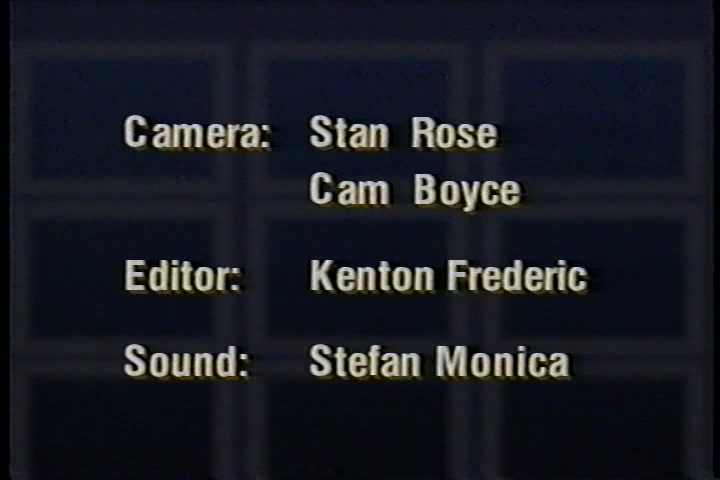 Camera: Stan Rose
Cam Boyce
Editor: Kenton Frederic
Sound: Stefan Monica